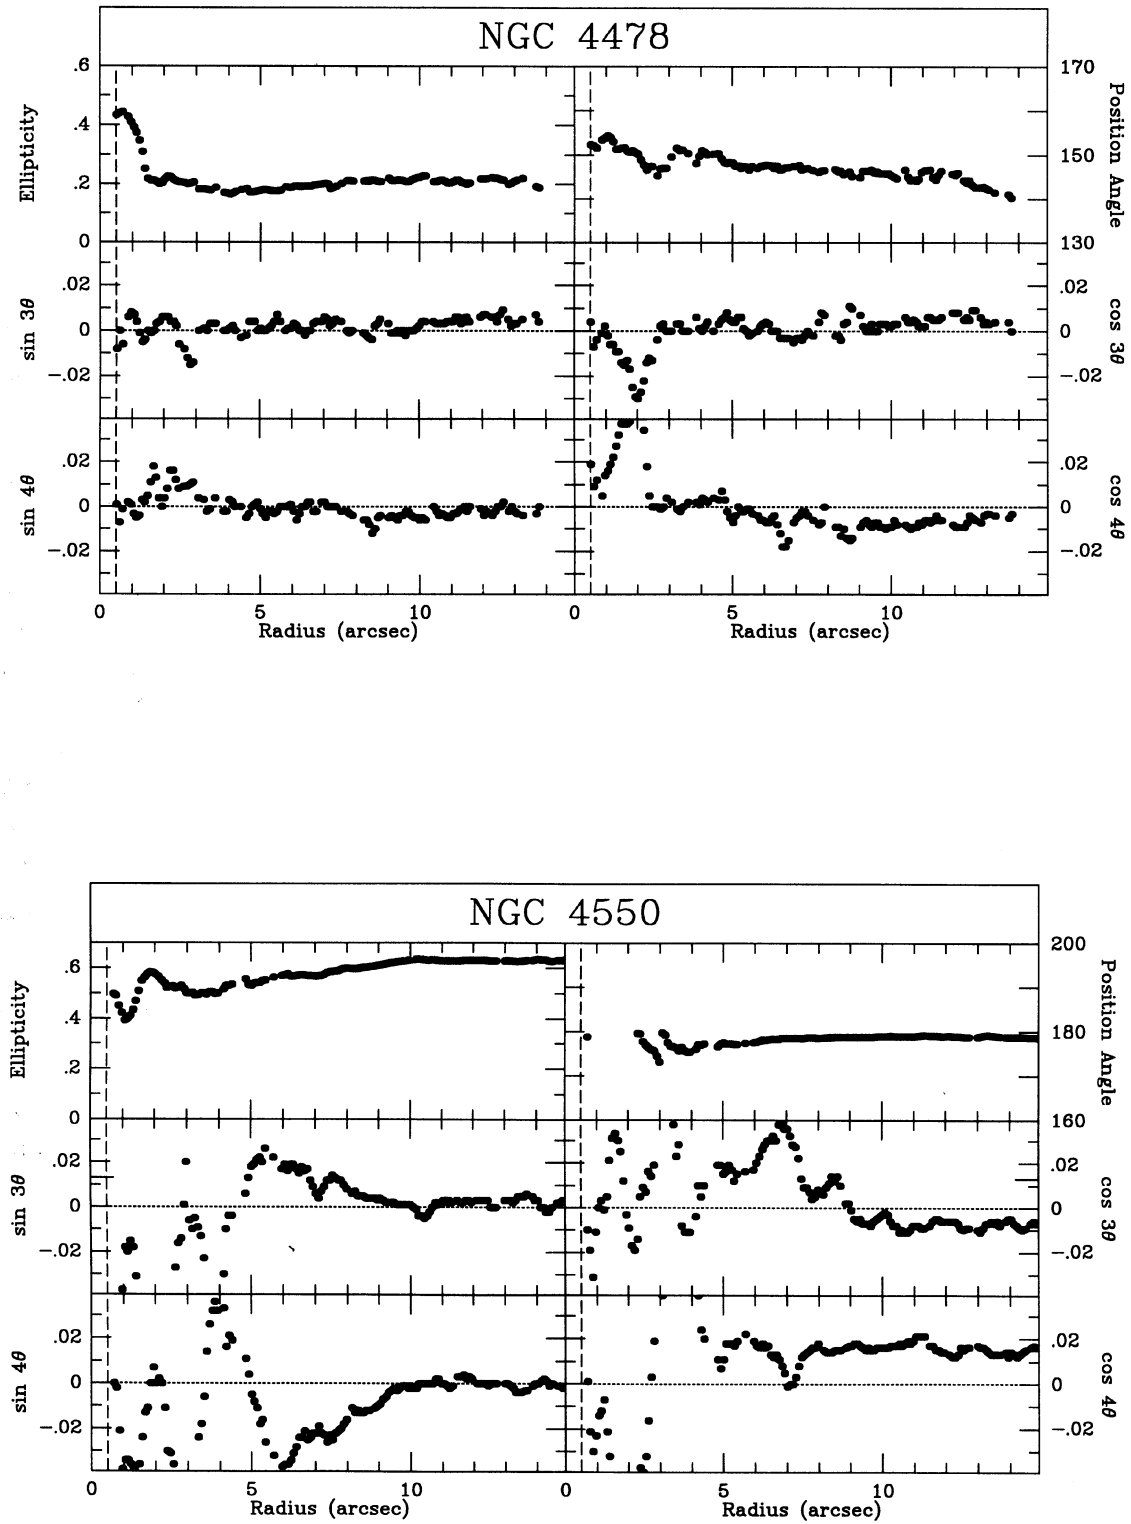 NGC 4478
.6
.4
.2
0
Ellipticity
170
150
130
Position Angle
.02
0
-.02
sin 3θ
.02
0
-.02
cos 3θ
.02
0
-.02
sin 4θ
.02
0
-.02
cos 4θ
0 5 10 0 5 10
Radius (arcsec) Radius (arcsec)
NGC 4550
.6
.4
.2
0
Ellipticity
200
180
160
Position Angle
.02
0
-.02
sin 3θ
.02
0
-.02
cos 3θ
.02
0
-.02
sin 4θ
.02
0
-.02
cos 4θ
0 5 10 0 5 10
Radius (arcsec) Radius (arcsec)